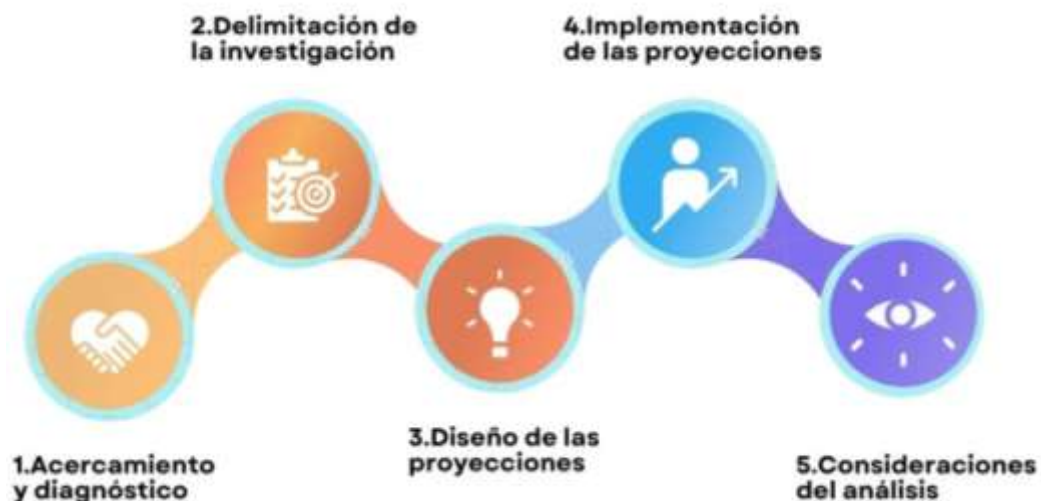 1.Acercamiento
y diagnóstico
2.Delimitación de
la investigación
3.Diseño de las
proyecciones
4.Implementación
de las proyecciones
5.Consideraciones
del análisis